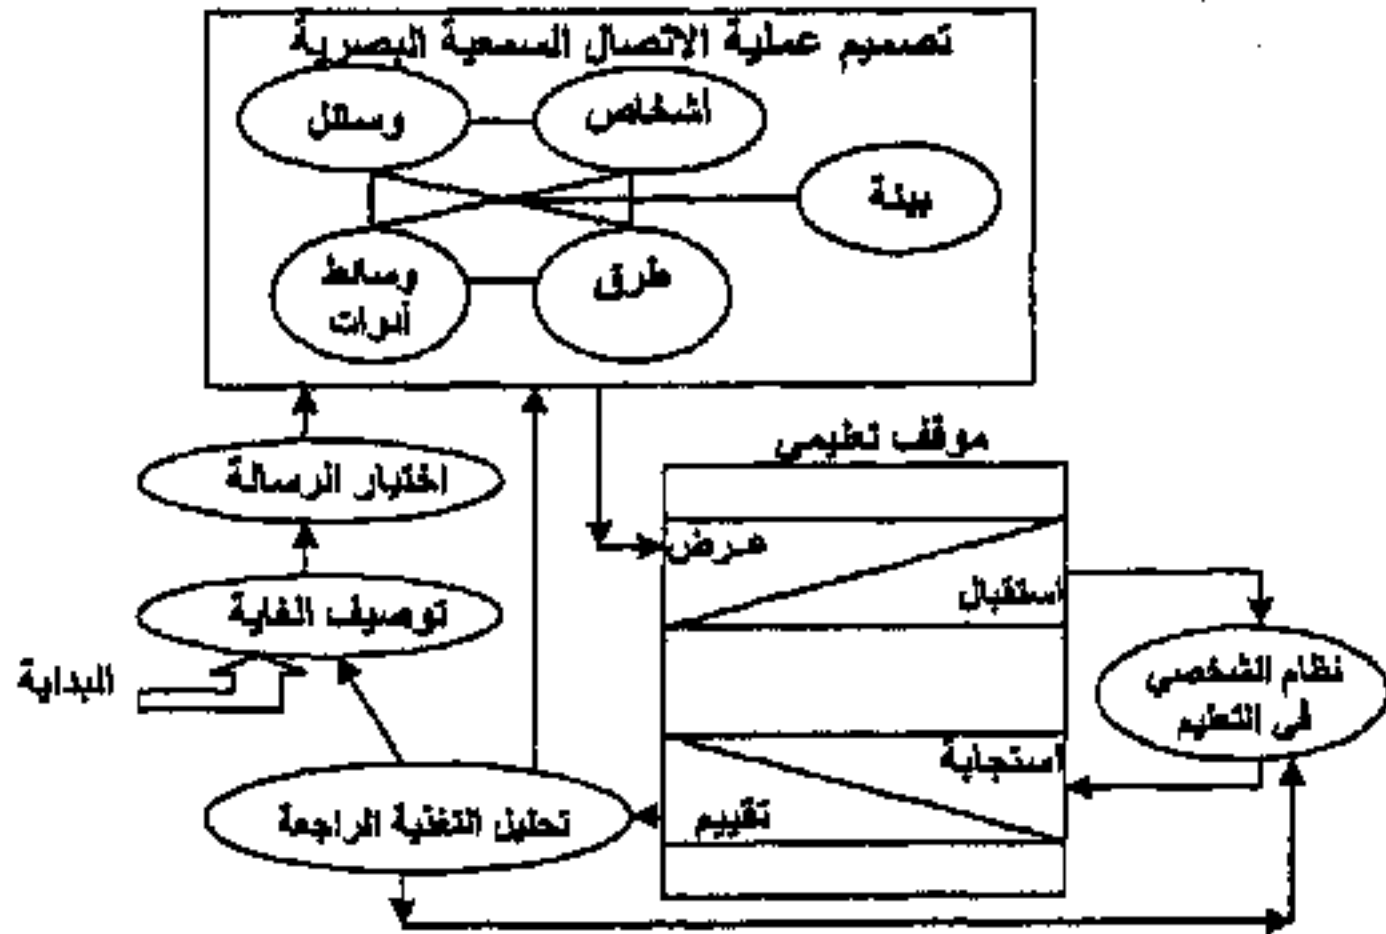 تصميم عملية الاتصال السمعية البصرية
أشخاص
وسائل
بيئة
طرق
وسائط
أدوات
موقف تعليمي
اختيار الرسالة
عرض
استقبال
توصيف الغاية
البداية
نظام الشخصي
في التعليم
استجابة
تقييم
تحليل التغذية الراجعة